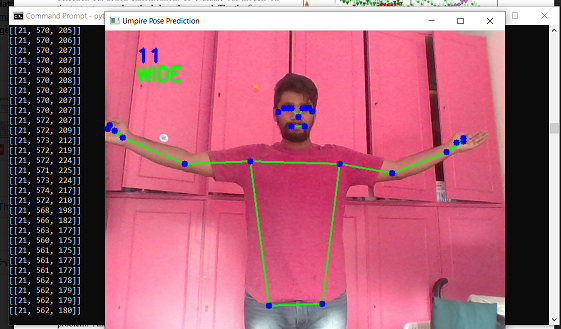 Command Prompt - pyt
Umpire Pose Prediction
11
WIDE
[[21, 570, 205]]
[[21, 570, 206]]
[[21, 570, 207]]
[[21, 570, 207]]
[[21, 570, 208]]
[[21, 570, 208]]
[[21, 570, 207]]
[[21, 570, 207]]
[[21, 570, 207]]
[[21, 572, 207]]
[[21, 572, 209]]
[[21, 573, 212]]
[[21, 572, 219]]
[[21, 572, 224]]
[[21, 571, 225]]
[[21, 573, 224]]
[[21, 574, 217]]
[[21, 572, 210]]
[[21, 568, 198]]
[[21, 566, 182]]
[[21, 563, 177]]
[[21, 560, 175]]
[[21, 561, 175]]
[[21, 561, 177]]
[[21, 561, 177]]
[[21, 562, 178]]
[[21, 562, 179]]
[[21, 562, 179]]
[[21, 562, 180]]